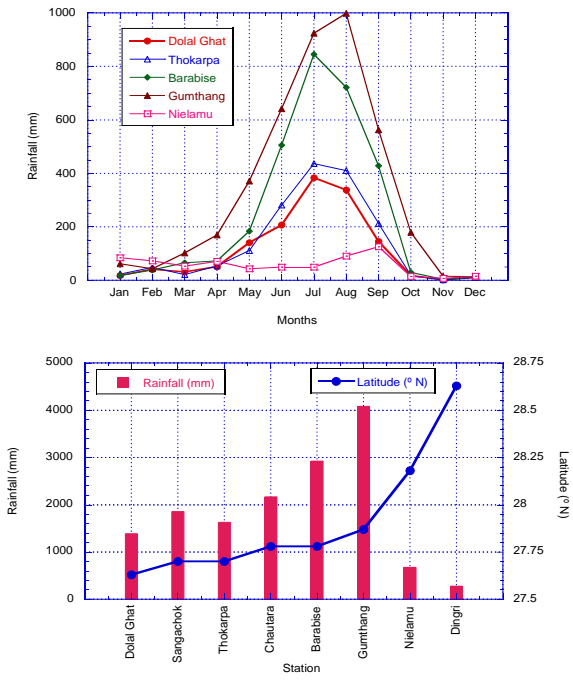 1000
800
600
400
200
0
Rainfall (mm)
Dolal Ghat
Thokarpa
Barabise
Gumthang
Nielamu
Jan Feb Mar Apr May Jun Jul Aug Sep Oct Nov Dec
Months
5000
4000
3000
2000
1000
0
Rainfall (mm)
Rainfall (mm)
Latitude (º N)
28.75
28.5
28.25
28
27.75
27.5
Latitude (º N)
Dolal Ghat
Sangachok
Thokarpa
Chautara
Barabise
Gumthang
Nielamu
Dingri
Station